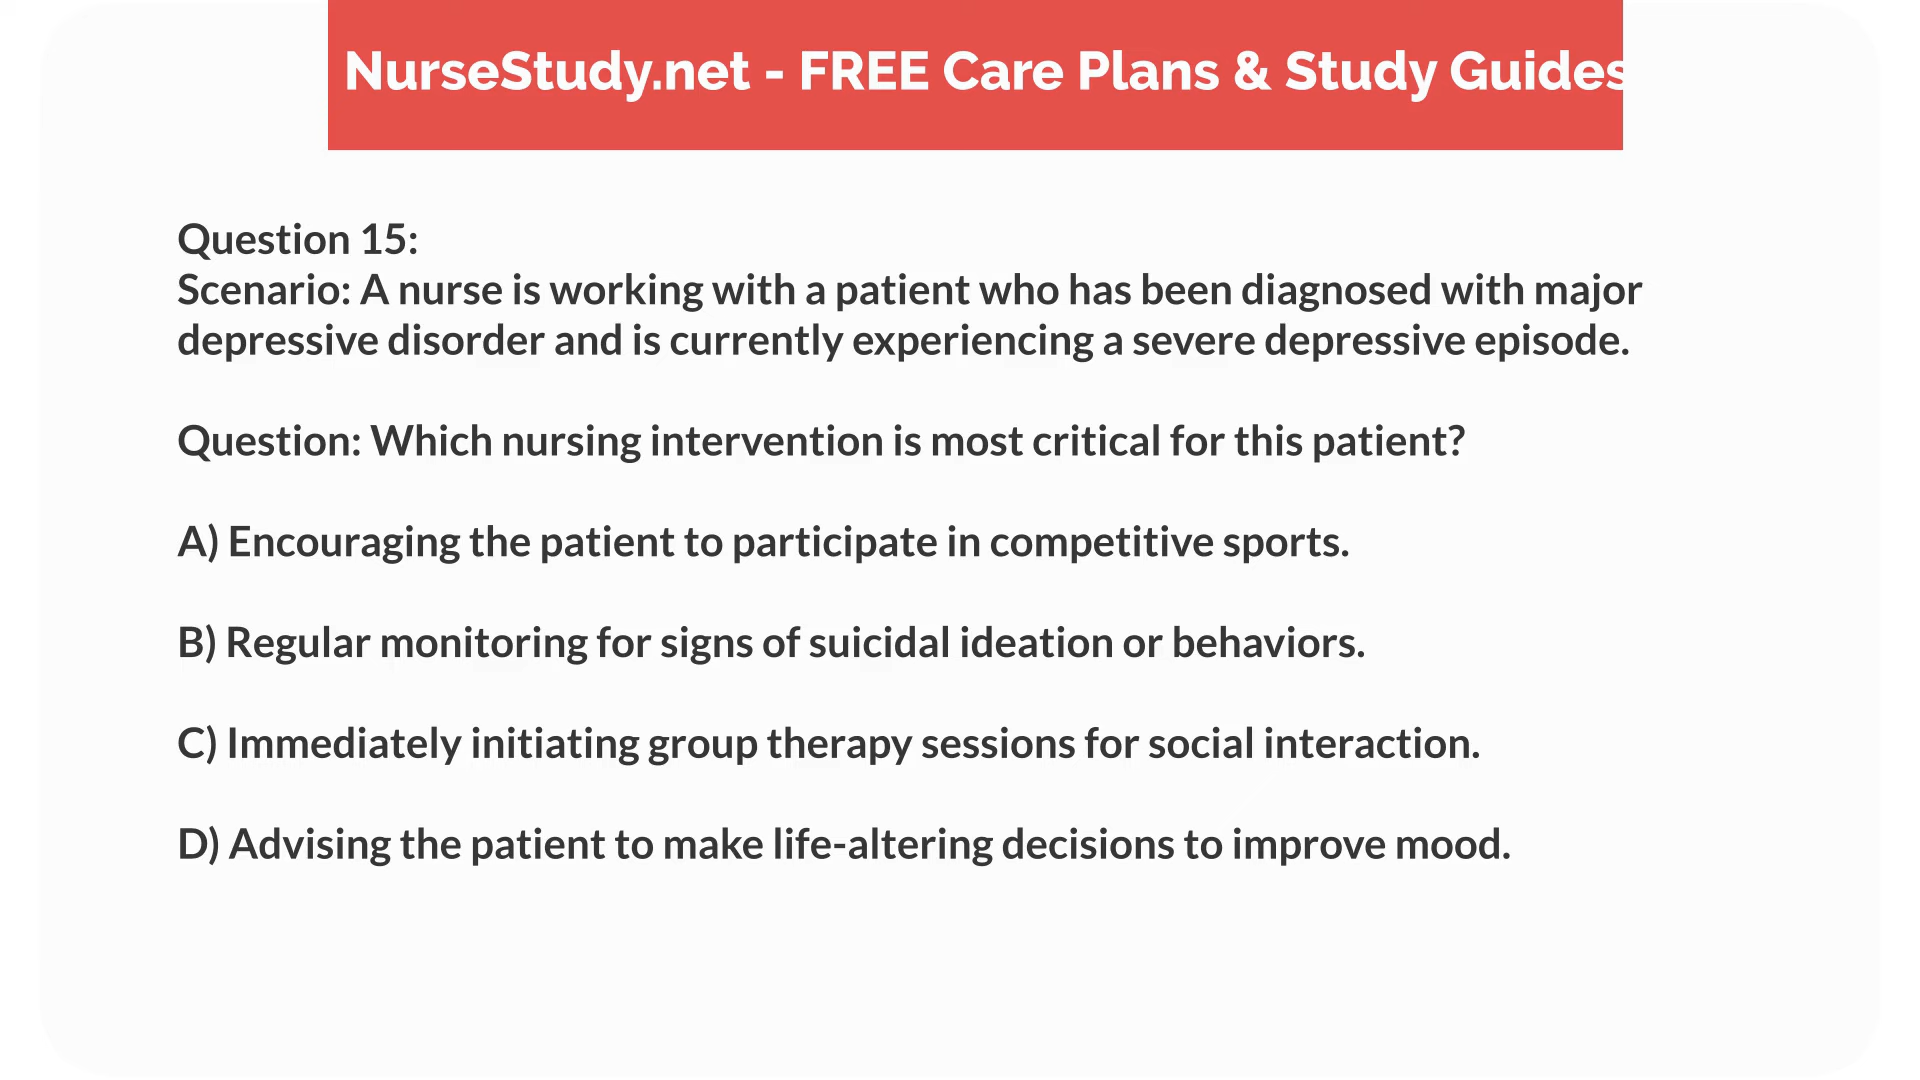 NurseStudy.net - FREE Care Plans & Study Guides
Question 15:
Scenario: A nurse is working with a patient who has been diagnosed with major
depressive disorder and is currently experiencing a severe depressive episode.
Question: Which nursing intervention is most critical for this patient?
A) Encouraging the patient to participate in competitive sports.
B) Regular monitoring for signs of suicidal ideation or behaviors.
C) Immediately initiating group therapy sessions for social interaction.
D) Advising the patient to make life-altering decisions to improve mood.